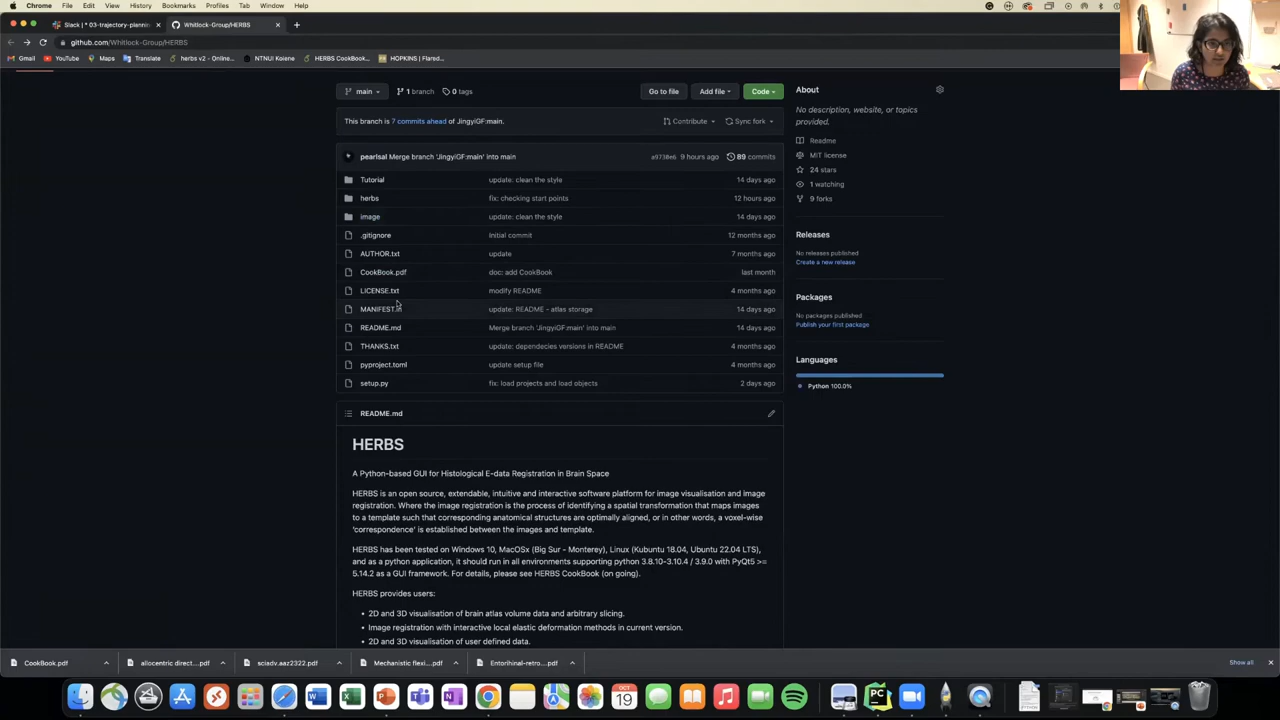 Chrome File Edit View History Bookmarks Profiles Tab Window Help
Slack | * 03-trajectory-plannin Whitlock-Group/HERBS
github.com/Whitlock-Group/HERBS
Gmail YouTube Maps Translate herbs v2 - Online... NTNUI Koiene HERBS CookBook... HOPKINS | Flared...
main 1 branch 0 tags Go to file Add file Code
This branch is 7 commits ahead of JingyiGF:main. Contribute Sync fork
pearlsal Merge branch 'JingyiGF:main' into main a9738e6 9 hours ago 89 commits
Tutorial update: clean the style 14 days ago
herbs fix: checking start points 12 hours ago
image update: clean the style 14 days ago
.gitignore Initial commit 12 months ago
AUTHOR.txt update 7 months ago
CookBook.pdf doc: add CookBook last month
LICENSE.txt modify README 4 months ago
MANIFEST.in update: README - atlas storage 14 days ago
README.md Merge branch 'JingyiGF:main' into main 14 days ago
THANKS.txt update: dependecies versions in README 4 months ago
pyproject.toml update setup file 4 months ago
setup.py fix: load projects and load objects 2 days ago
README.md
HERBS
A Python-based GUI for Histological E-data Registration in Brain Space
HERBS is an open source, extendable, intuitive and interactive software platform for image visualisation and image
registration. Where the image registration is the process of identifying a spatial transformation that maps images
to a template such that corresponding anatomical structures are optimally aligned, or in other words, a voxel-wise
'correspondence' is established between the images and template.
HERBS has been tested on Windows 10, MacOSx (Big Sur - Monterey), Linux (Kubuntu 18.04, Ubuntu 22.04 LTS),
and as a python application, it should run in all environments supporting python 3.8.10-3.10.4 / 3.9.0 with PyQt5 >=
5.14.2 as a GUI framework. For details, please see HERBS CookBook (on going).
HERBS provides users:
• 2D and 3D visualisation of brain atlas volume data and arbitrary slicing.
• Image registration with interactive local elastic deformation methods in current version.
• 2D and 3D visualisation of user defined data.
About
No description, website, or topics
provided.
Readme
MIT license
24 stars
1 watching
9 forks
Releases
No releases published
Create a new release
Packages
No packages published
Publish your first package
Languages
Python 100.0%
CookBook.pdf allocentric direct....pdf sciadv.aaz2322.pdf Mechanistic flexi....pdf Entorhinal-retro....pdf Show all
OCT
19